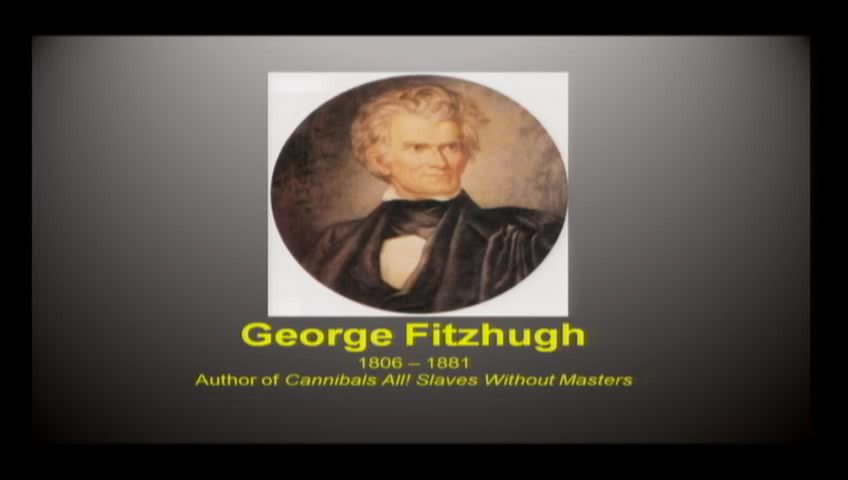 George Fitzhugh
1806 – 1881
Author of Cannibals All! Slaves Without Masters